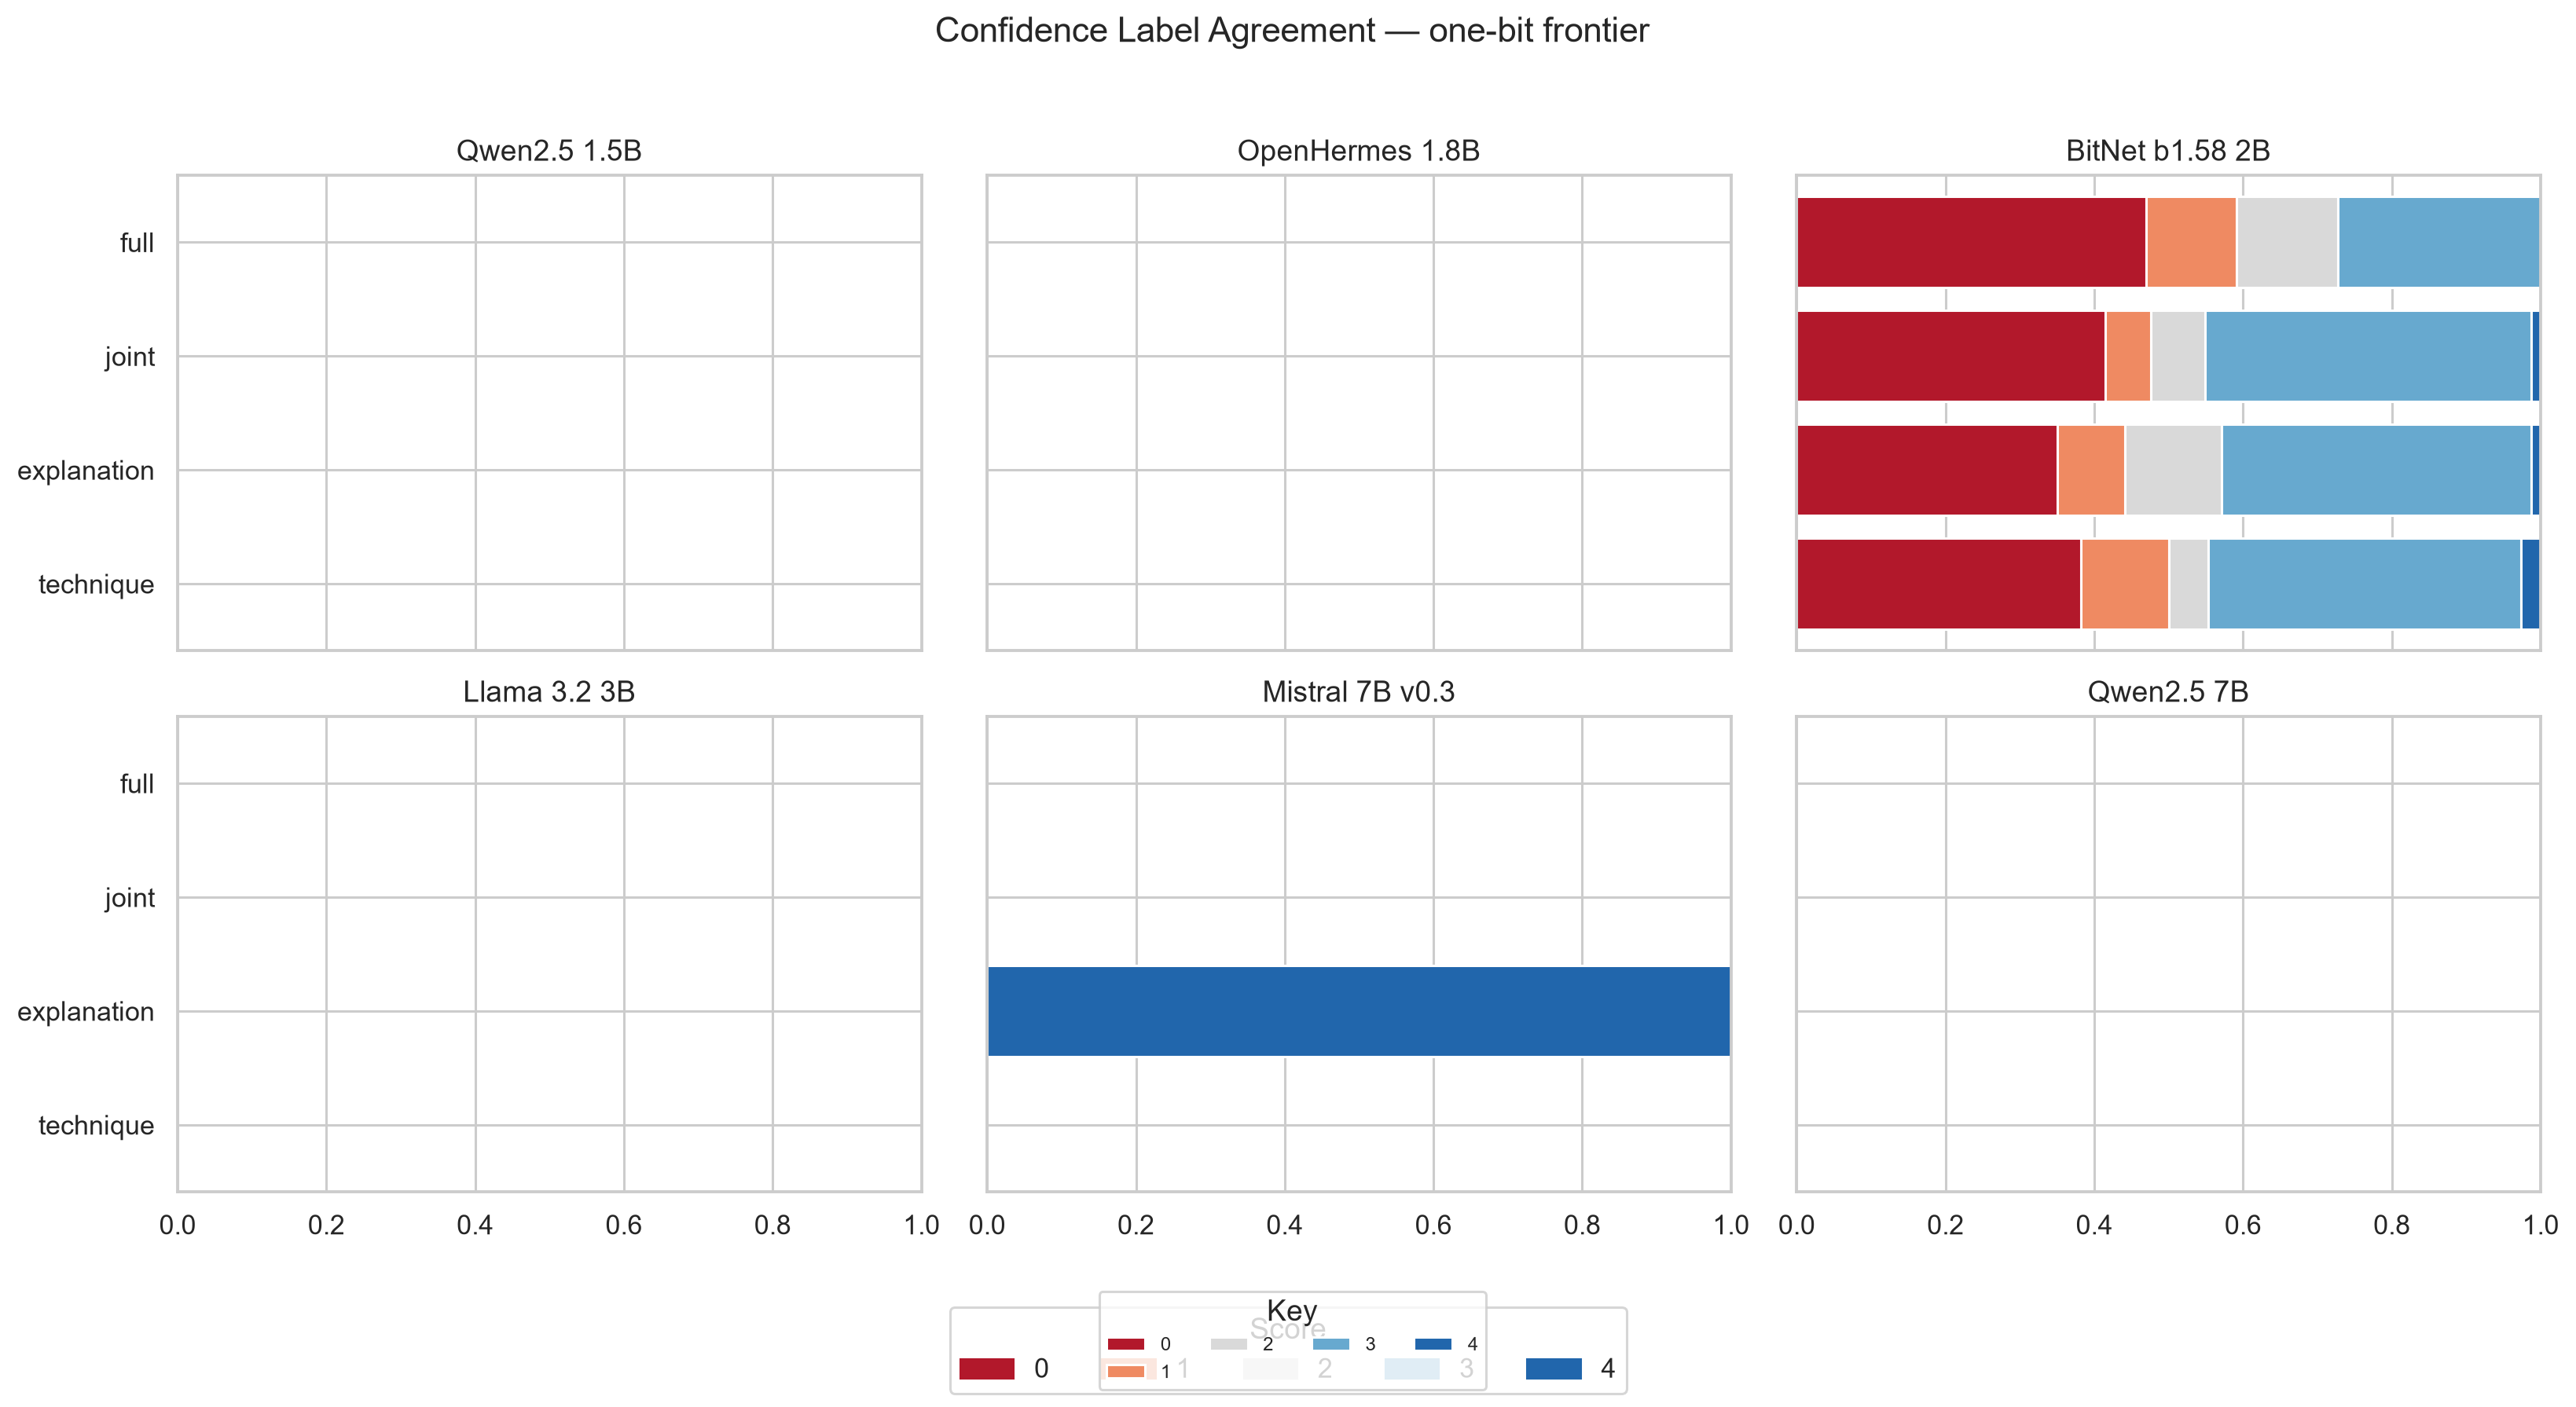 Confidence Label Agreement — one-bit frontier
Qwen2.5 1.5B
OpenHermes 1.8B
BitNet b1.58 2B
full
joint
explanation
technique
Llama 3.2 3B
Mistral 7B v0.3
Qwen2.5 7B
full
joint
explanation
technique
0.0 0.2 0.4 0.6 0.8 1.0
0.0 0.2 0.4 0.6 0.8 1.0
0.0 0.2 0.4 0.6 0.8 1.0
Key
Score
0 2 3 4
1
0 1 2 3 4